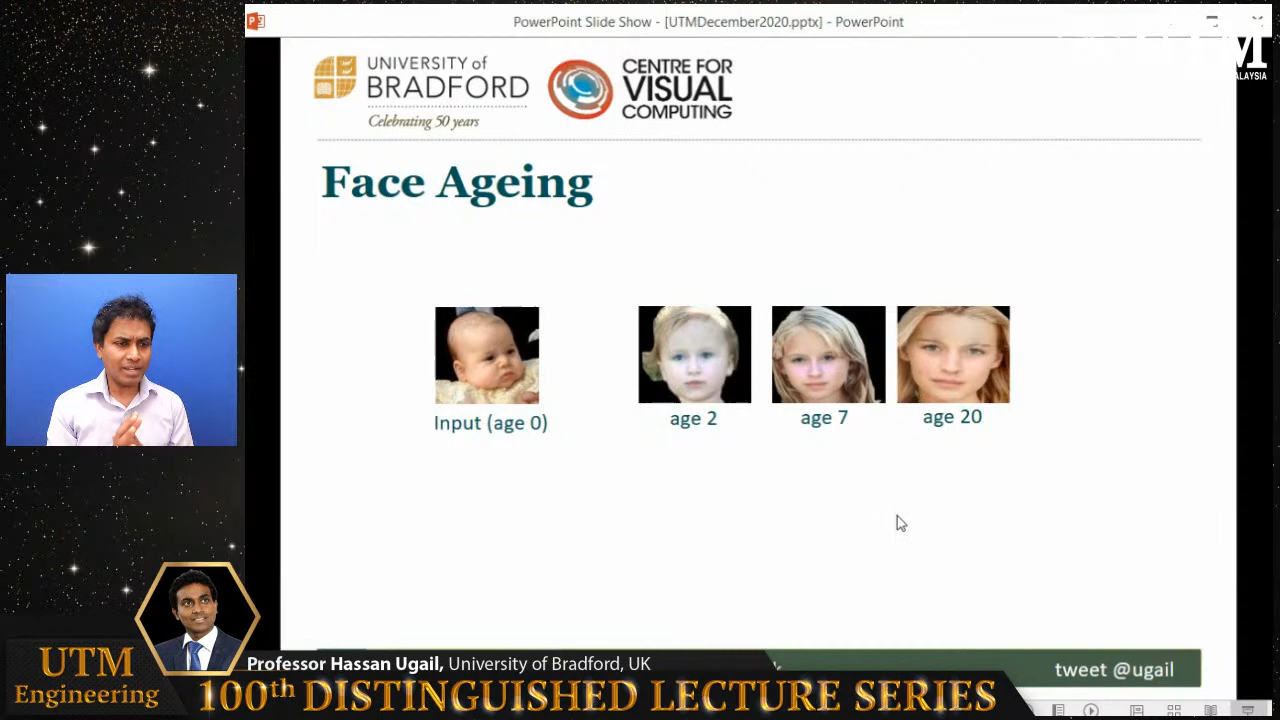 PowerPoint Slide Show - [UTMDecember2020.pptx] - PowerPoint
UNIVERSITY of
BRADFORD
Celebrating 50 years
CENTRE FOR
VISUAL
COMPUTING
Face Ageing
Input (age 0)
age 2
age 7
age 20
tweet @ugail
Professor Hassan Ugail, University of Bradford, UK
UTM
Engineering
100th DISTINGUISHED LECTURE SERIES